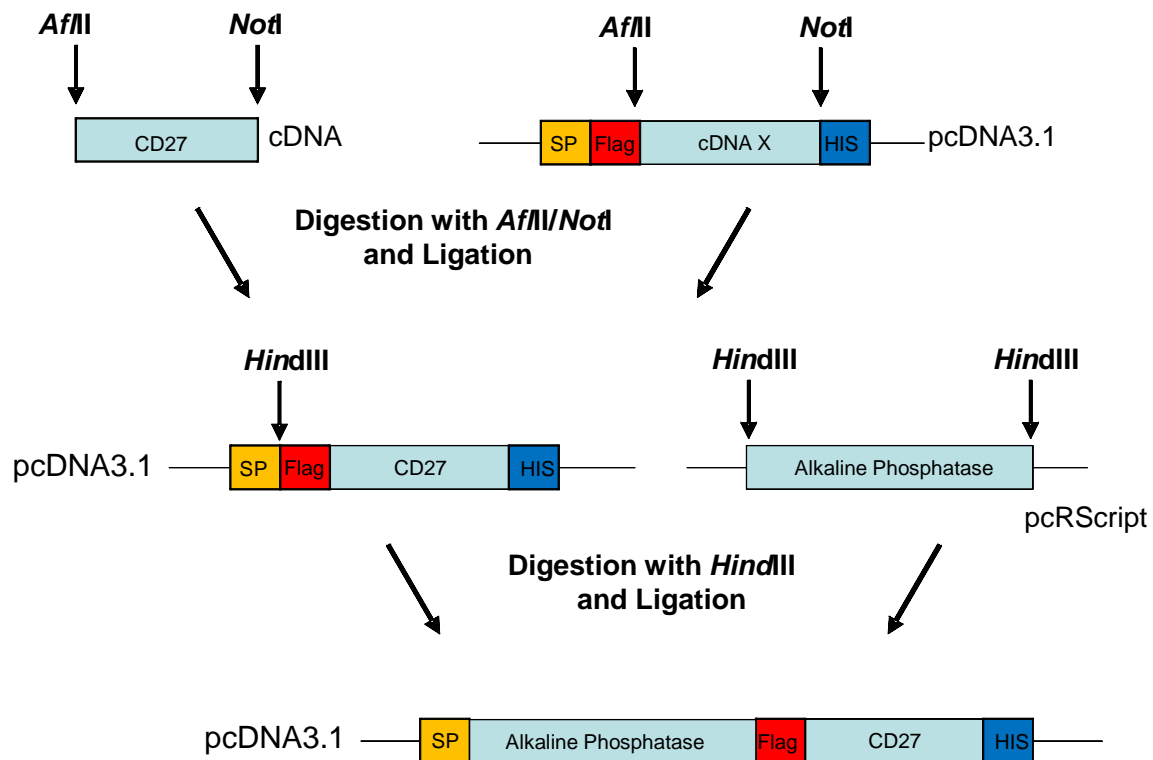 AflII NotI AflII NotI
CD27 cDNA SP Flag cDNA X HIS pcDNA3.1
Digestion with AflII/NotI
and Ligation
HindIII HindIII HindIII
pcDNA3.1 SP Flag CD27 HIS Alkaline Phosphatase
pcRScript
Digestion with HindIII
and Ligation
pcDNA3.1 SP Alkaline Phosphatase Flag CD27 HIS